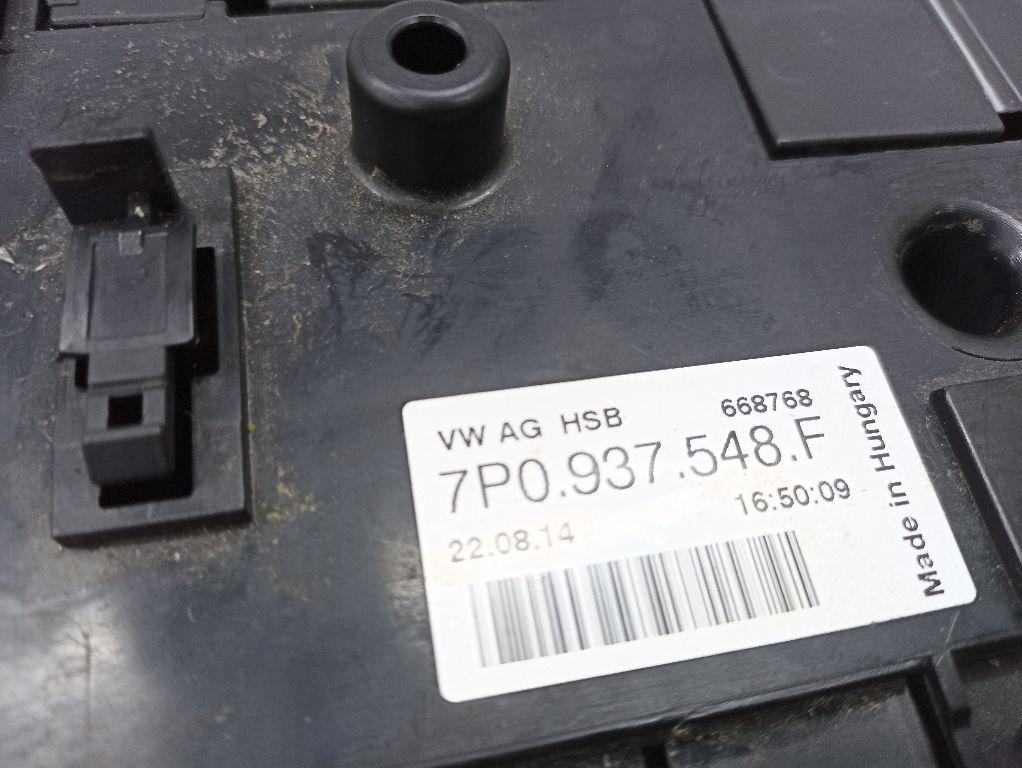 VW AG HSB 668768
7P0.937.548.F
22.08.14 16:50:09
Made in Hungary